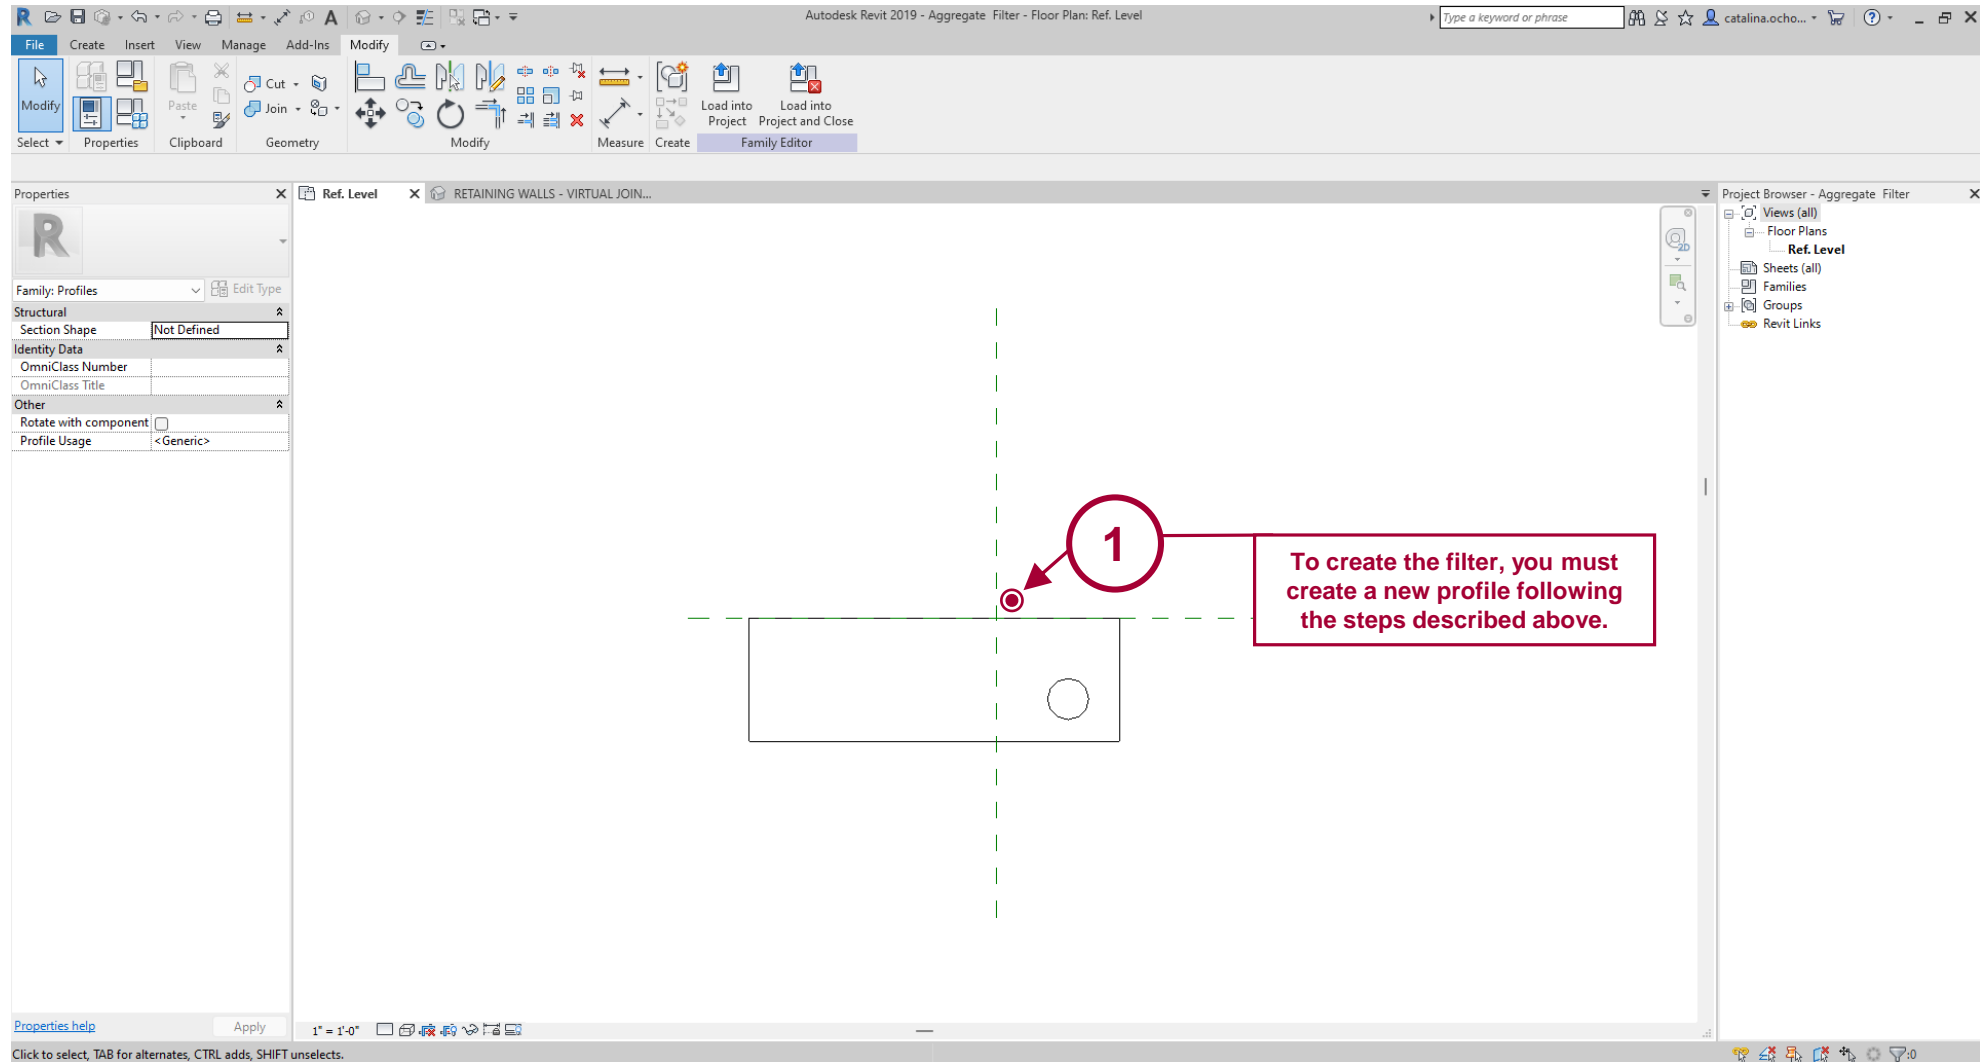 Autodesk Revit 2019 - Aggregate Filter - Floor Plan: Ref. Level
Type a keyword or phrase
catalina.ocho...
File Create Insert View Manage Add-Ins Modify
Modify
Paste
Cut
Join
Load into Project
Load into Project and Close
Select Properties Clipboard Geometry Modify Measure Create Family Editor
Properties
Ref. Level
RETAINING WALLS - VIRTUAL JOIN...
Project Browser - Aggregate Filter
Views (all)
Floor Plans
Ref. Level
Sheets (all)
Families
Groups
Revit Links
2D
Family: Profiles
Edit Type
Structural
Section Shape Not Defined
Identity Data
OmniClass Number
OmniClass Title
Other
Rotate with component
Profile Usage <Generic>
1
To create the filter, you must
create a new profile following
the steps described above.
Properties help
Apply
1" = 1'-0"
Click to select, TAB for alternates, CTRL adds, SHIFT unselects.
:0